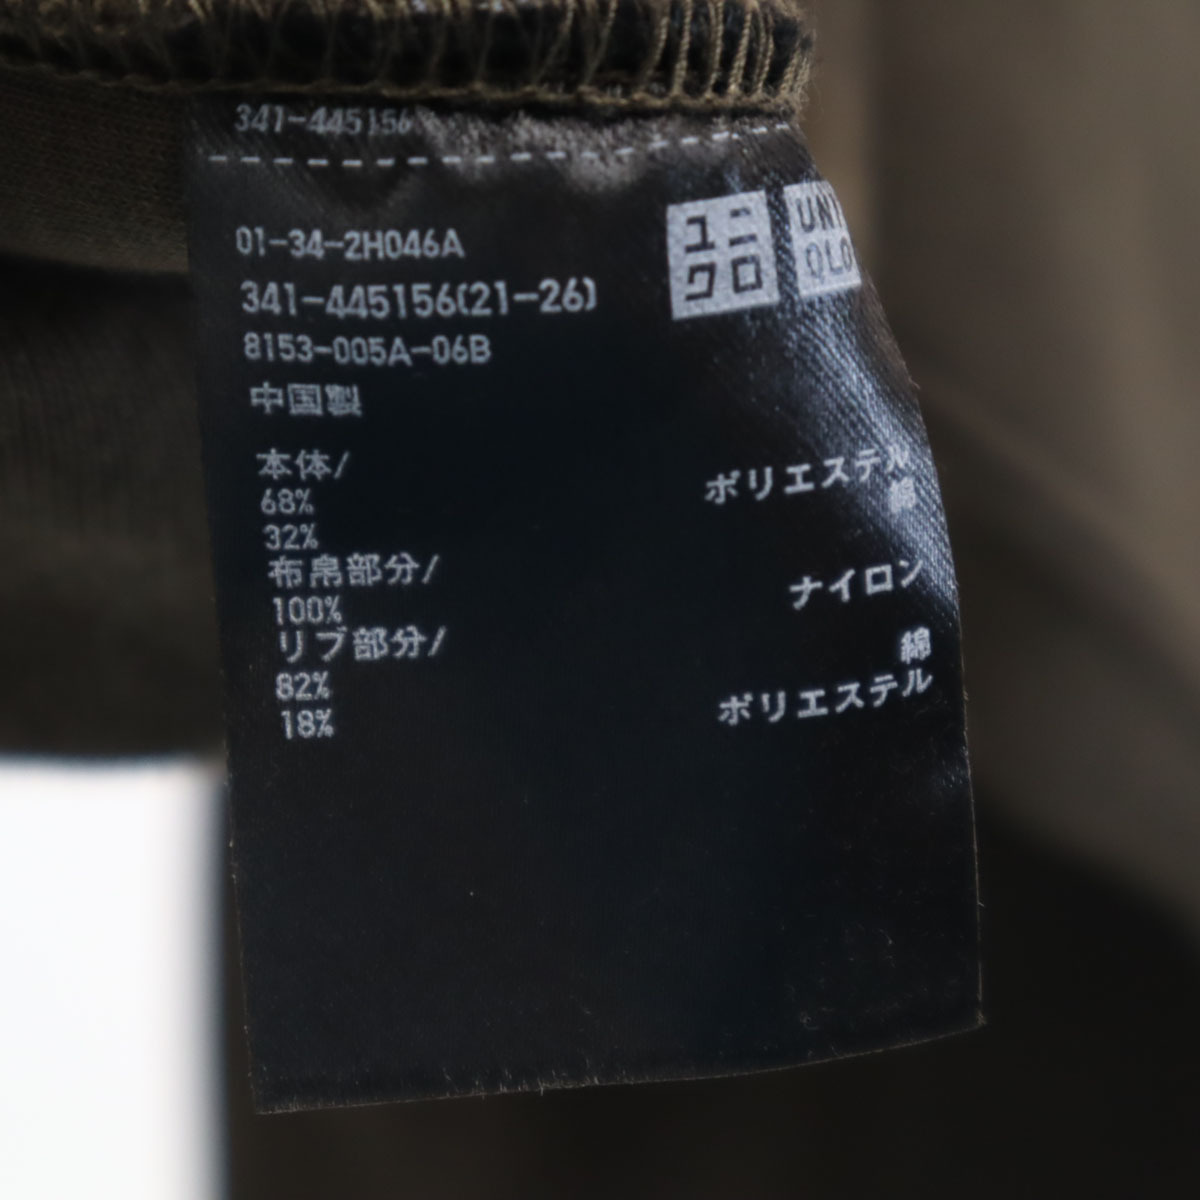 341-445156
ユニ
クロ
UNI
QLO
01-34-2H046A
341-445156(21-26)
8153-005A-06B
中国製
本体/
68% ポリエステル
32% 綿
布帛部分/
100% ナイロン
リブ部分/
82% 綿
18% ポリエステル